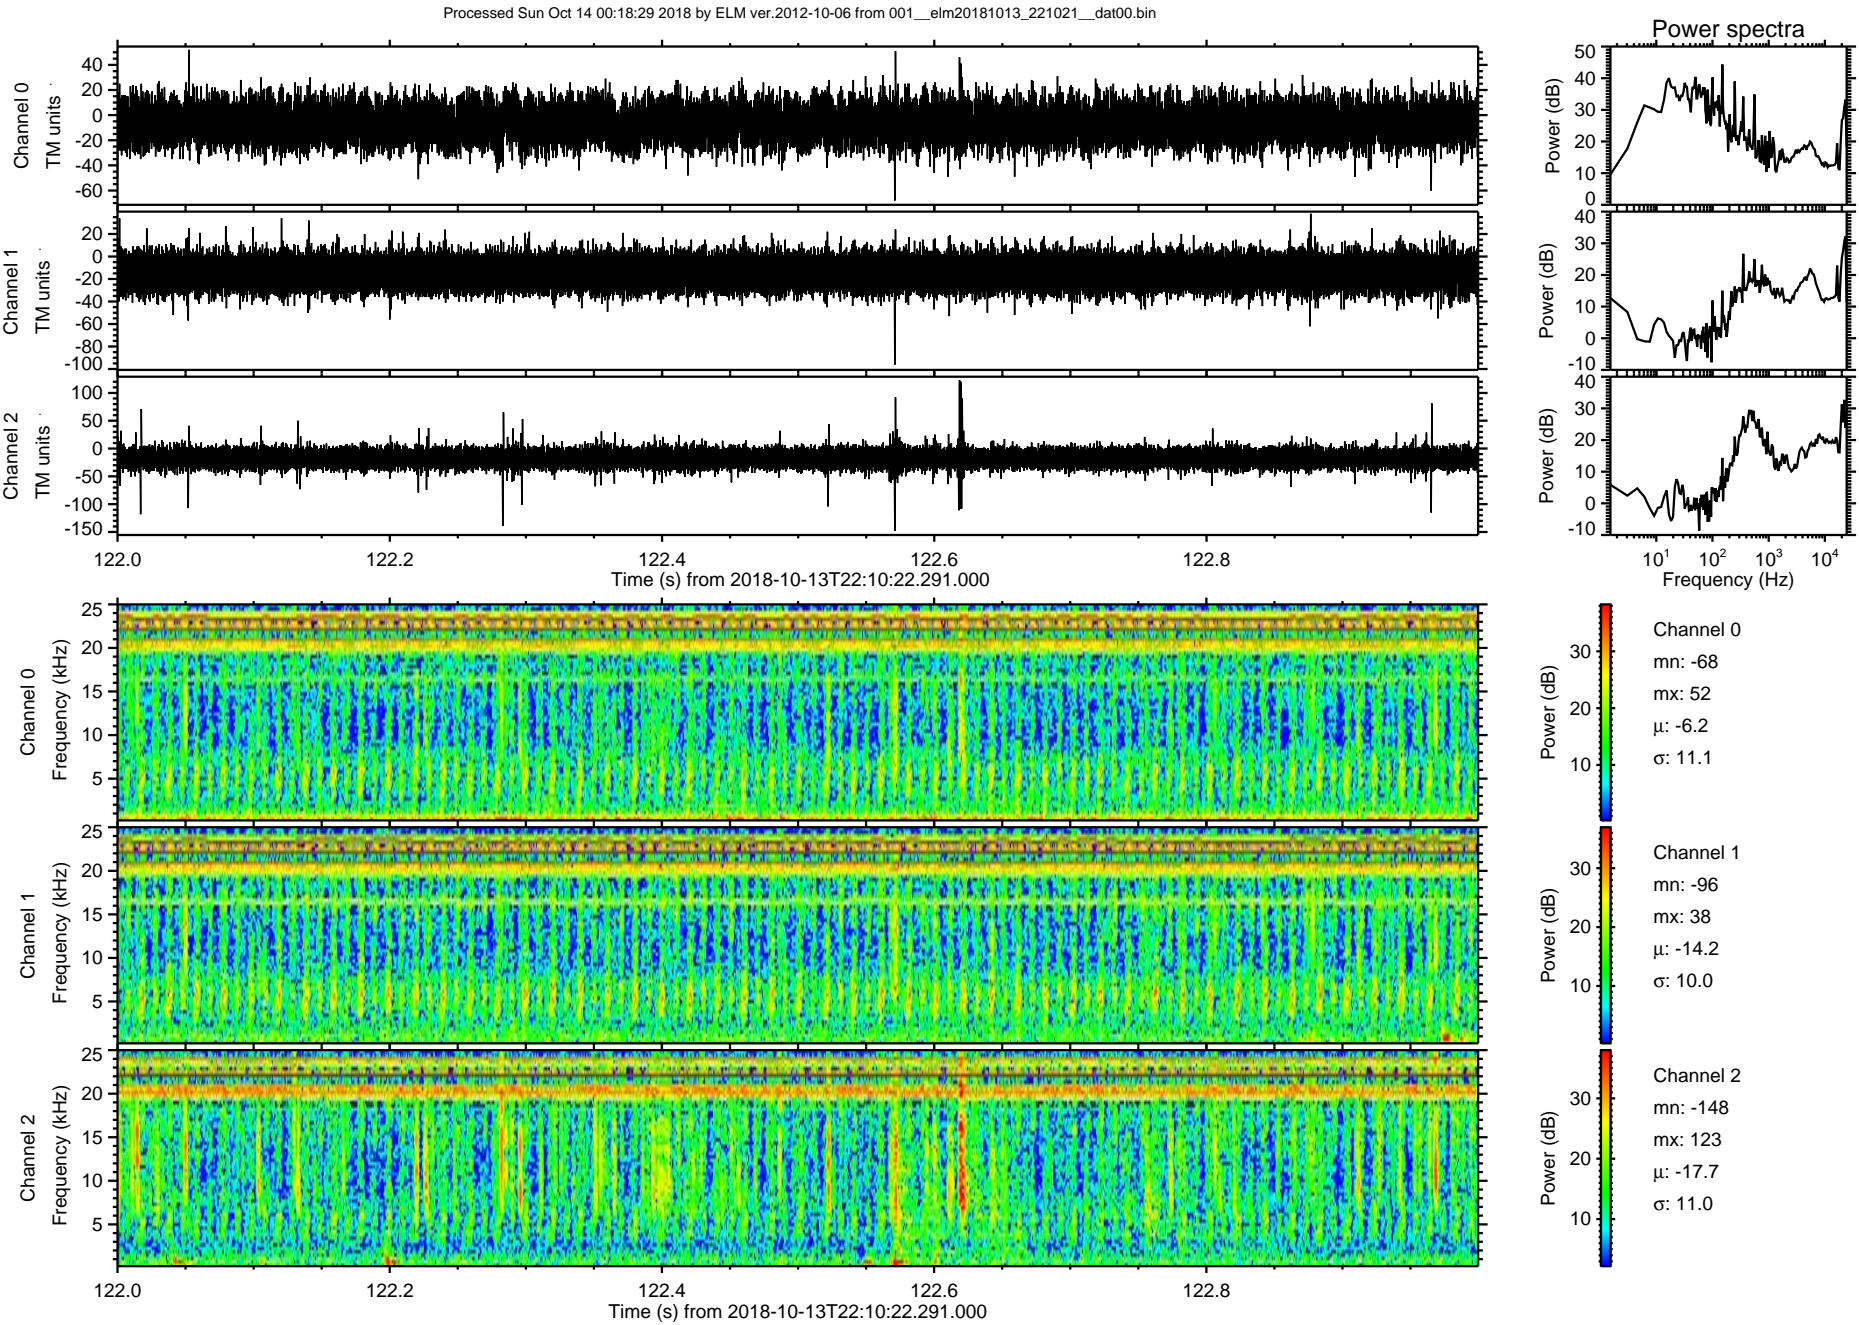 Processed Sun Oct 14 00:18:29 2018 by ELM ver.2012-10-06 from 001__elm20181013_221021__dat00.bin
Power spectra
Channel 0
TM units
40
20
0
-20
-40
-60
Power (dB)
50
40
30
20
10
0
Channel 1
TM units
20
0
-20
-40
-60
-80
-100
Power (dB)
40
30
20
10
0
-10
Channel 2
TM units
100
50
0
-50
-100
-150
Power (dB)
40
30
20
10
0
-10
122.0 122.2 122.4 122.6 122.8
Time (s) from 2018-10-13T22:10:22.291.000
10¹ 10² 10³ 10⁴
Frequency (Hz)
Channel 0
Frequency (kHz)
25
20
15
10
5
Power (dB)
30
20
10
Channel 0
mn: -68
mx: 52
μ: -6.2
σ: 11.1
Channel 1
Frequency (kHz)
25
20
15
10
5
Power (dB)
30
20
10
Channel 1
mn: -96
mx: 38
μ: -14.2
σ: 10.0
Channel 2
Frequency (kHz)
25
20
15
10
5
Power (dB)
30
20
10
Channel 2
mn: -148
mx: 123
μ: -17.7
σ: 11.0
122.0 122.2 122.4 122.6 122.8
Time (s) from 2018-10-13T22:10:22.291.000